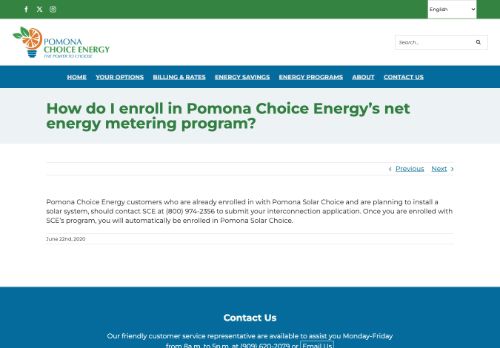 English
POMONA
CHOICE ENERGY
THE POWER TO CHOOSE
Search...
HOME YOUR OPTIONS BILLING & RATES ENERGY SAVINGS ENERGY PROGRAMS ABOUT CONTACT US
How do I enroll in Pomona Choice Energy's net
energy metering program?
Previous Next
Pomona Choice Energy customers who are already enrolled in with Pomona Solar Choice and are planning to install a
solar system, should contact SCE at (800) 974-2356 to submit your interconnection application. Once you are enrolled with
SCE's program, you will automatically be enrolled in Pomona Solar Choice.
June 22nd, 2020
Contact Us
Our friendly customer service representative are available to assist you Monday-Friday
from 8a.m. to 5p.m. at (909) 620-2079 or Email Us